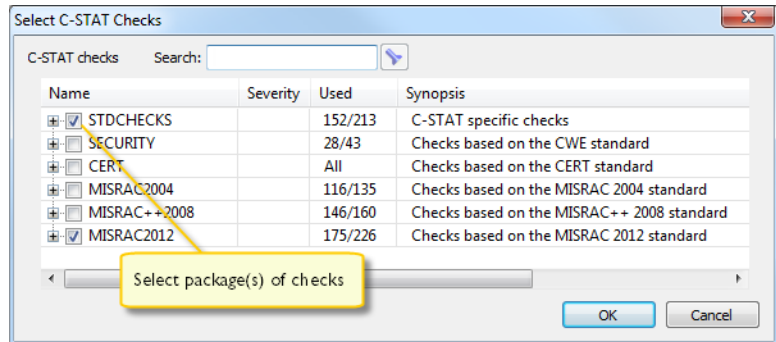 Select C-STAT Checks
C-STAT checks Search:
Name Severity Used Synopsis
STDCHECKS 152/213 C-STAT specific checks
SECURITY 28/43 Checks based on the CWE standard
CERT All Checks based on the CERT standard
MISRAC2004 116/135 Checks based on the MISRAC 2004 standard
MISRAC++2008 146/160 Checks based on the MISRAC++ 2008 standard
MISRAC2012 175/226 Checks based on the MISRAC 2012 standard
Select package(s) of checks
OK Cancel